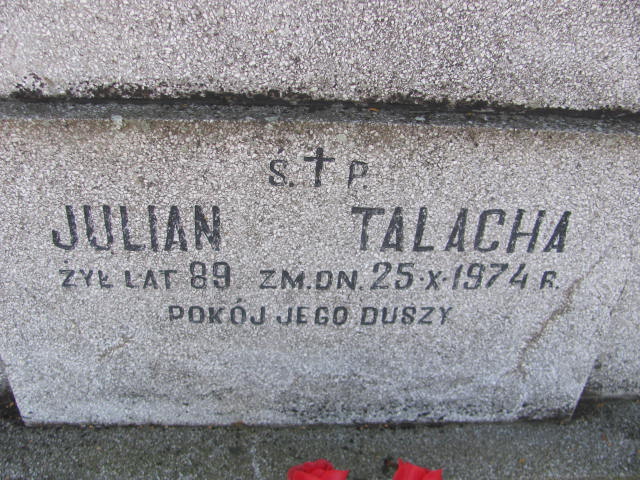 Ś. † P.
JULIAN TALACHA
ŻYŁ LAT 89 ZM. DN. 25-X-1974 R.
POKÓJ JEGO DUSZY